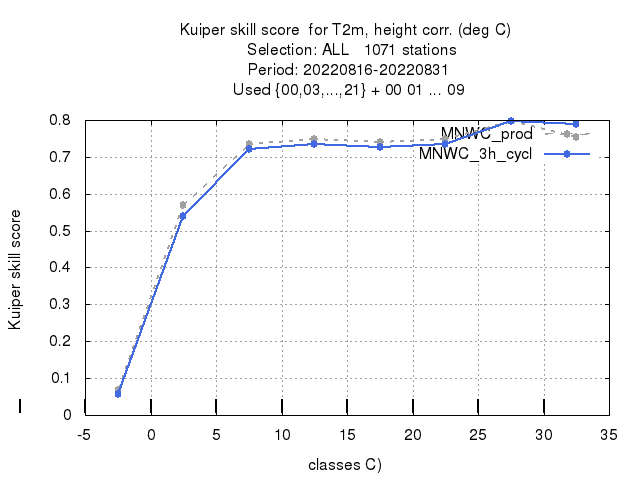 Kuiper skill score  for T2m, height corr. (deg C)
Selection: ALL   1071 stations
Period: 20220816-20220831
Used {00,03,...,21} + 00 01 ... 09
MNWC_prod
MNWC_3h_cycl
0.8
0.7
0.6
0.5
0.4
0.3
0.2
0.1
0
Kuiper skill score
-5 0 5 10 15 20 25 30 35
classes C)